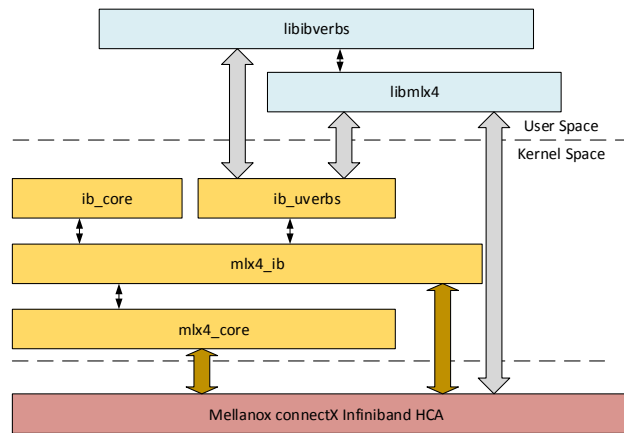 libibverbs
libmlx4
User Space
Kernel Space
ib_core
ib_uverbs
mlx4_ib
mlx4_core
Mellanox connectX Infiniband HCA